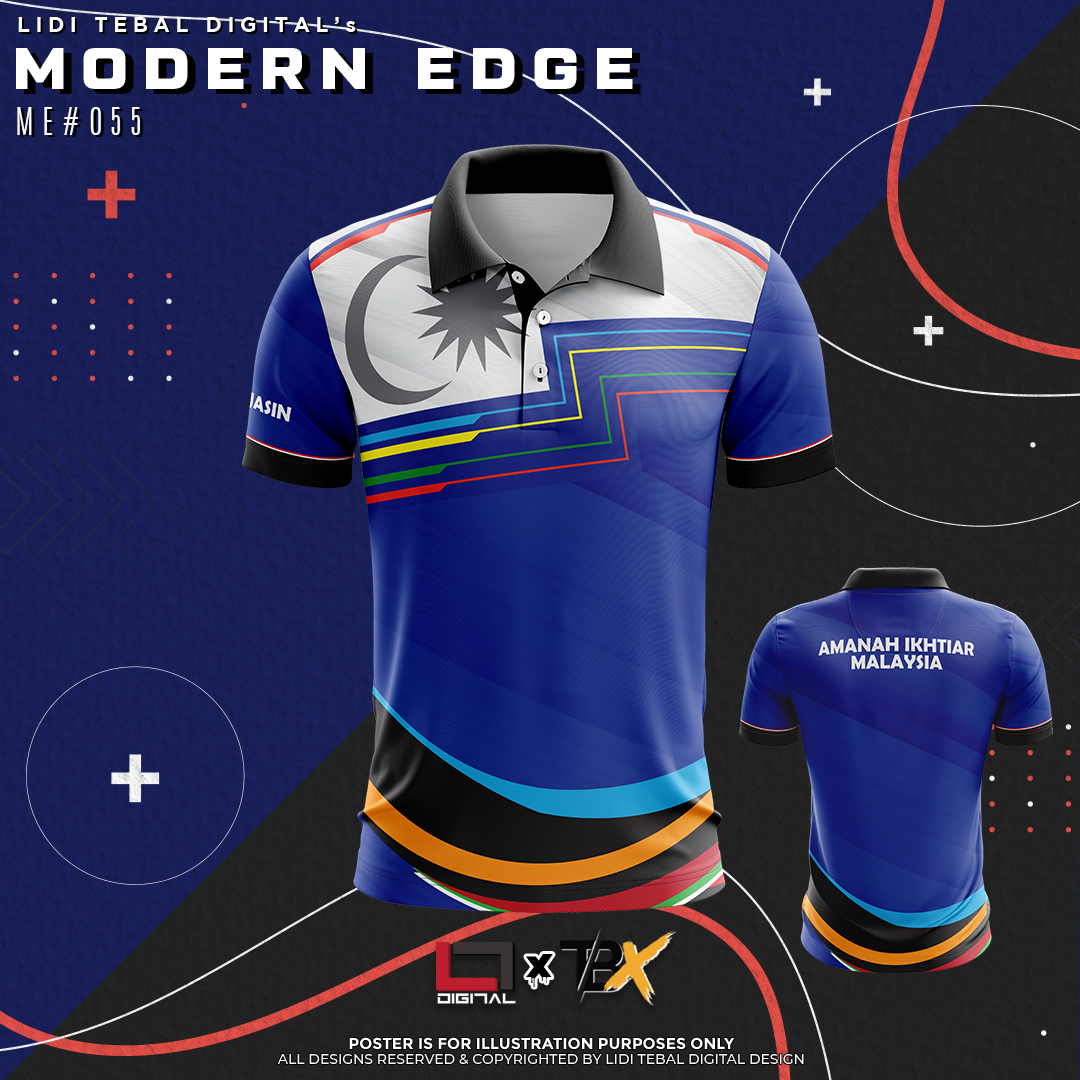 LIDI TEBAL DIGITAL's
MODERN EDGE
ME#055
AMANAH IKHTIAR
MALAYSIA
DIGITAL
X
TBX
POSTER IS FOR ILLUSTRATION PURPOSES ONLY
ALL DESIGNS RESERVED & COPYRIGHTED BY LIDI TEBAL DIGITAL DESIGN